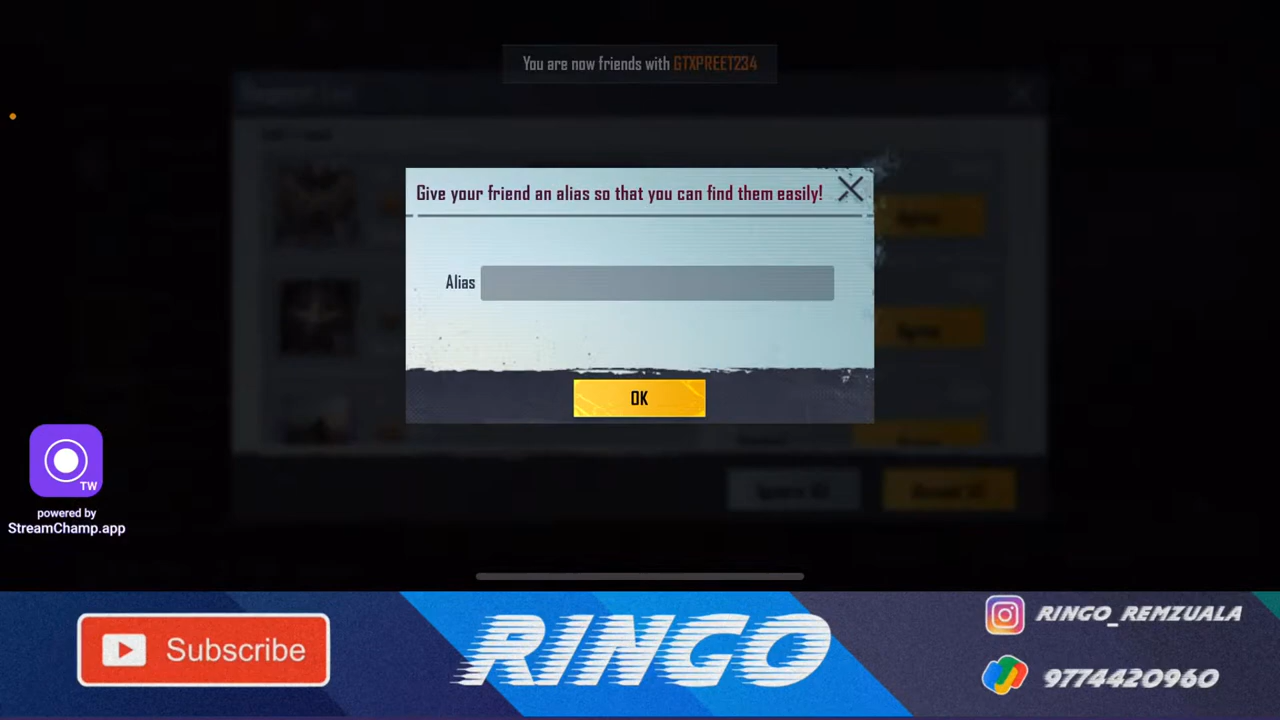 You are now friends with GTXPREET234
Give your friend an alias so that you can find them easily!
Alias
OK
TW
powered by
StreamChamp.app
Subscribe
RINGO
RINGO_REMZUALA
9774420960